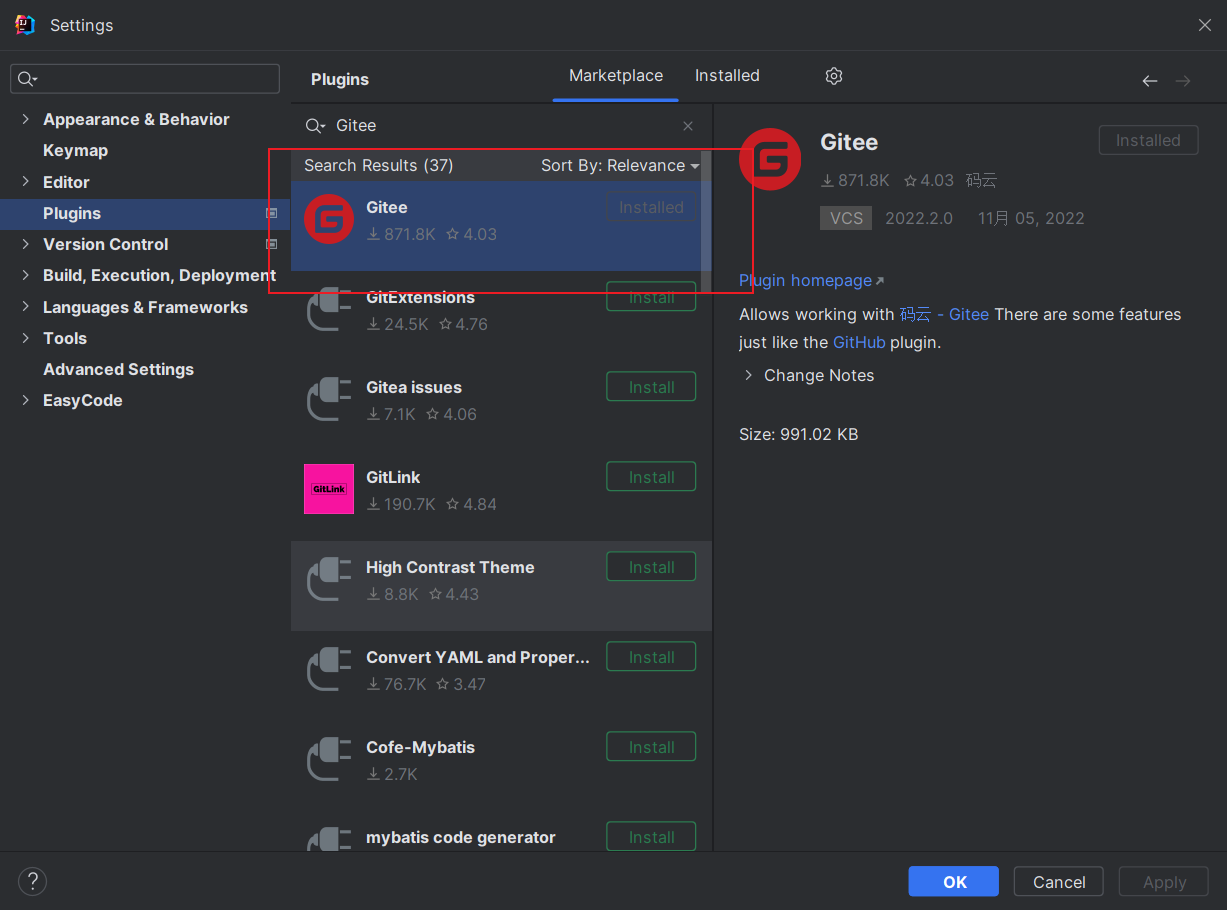 Settings
Plugins
Marketplace
Installed
Appearance & Behavior
Keymap
Editor
Plugins
Version Control
Build, Execution, Deployment
Languages & Frameworks
Tools
Advanced Settings
EasyCode
Gitee
Search Results (37) Sort By: Relevance
Gitee Installed
871.8K 4.03
GitExtensions Install
24.5K 4.76
Gitea issues Install
7.1K 4.06
GitLink GitLink Install
190.7K 4.84
High Contrast Theme Install
8.8K 4.43
Convert YAML and Proper... Install
76.7K 3.47
Cofe-Mybatis Install
2.7K
mybatis code generator Install
Gitee Installed
871.8K 4.03 码云
VCS 2022.2.0 11月 05, 2022
Plugin homepage
Allows working with 码云 - Gitee There are some features
just like the GitHub plugin.
Change Notes
Size: 991.02 KB
?
OK Cancel Apply